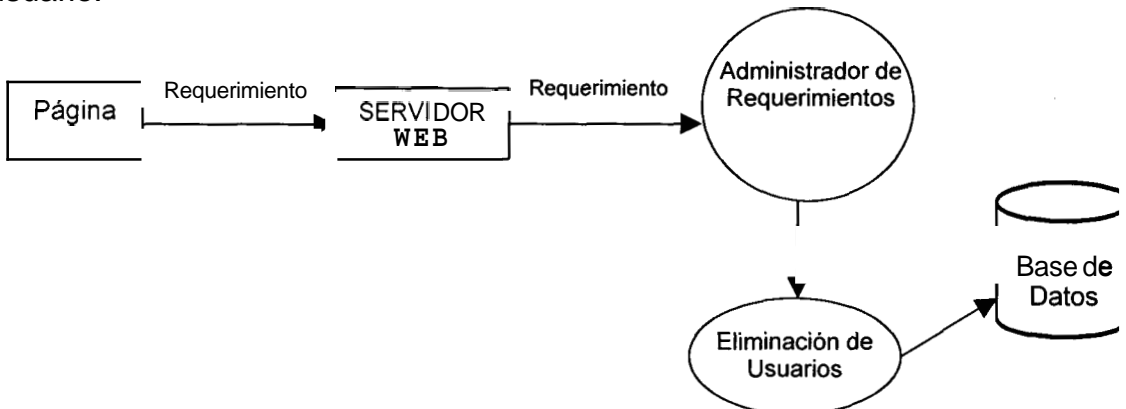 Página
Requerimiento
SERVIDOR
WEB
Requerimiento
Administrador de
Requerimientos
Base de
Datos
Eliminación de
Usuarios